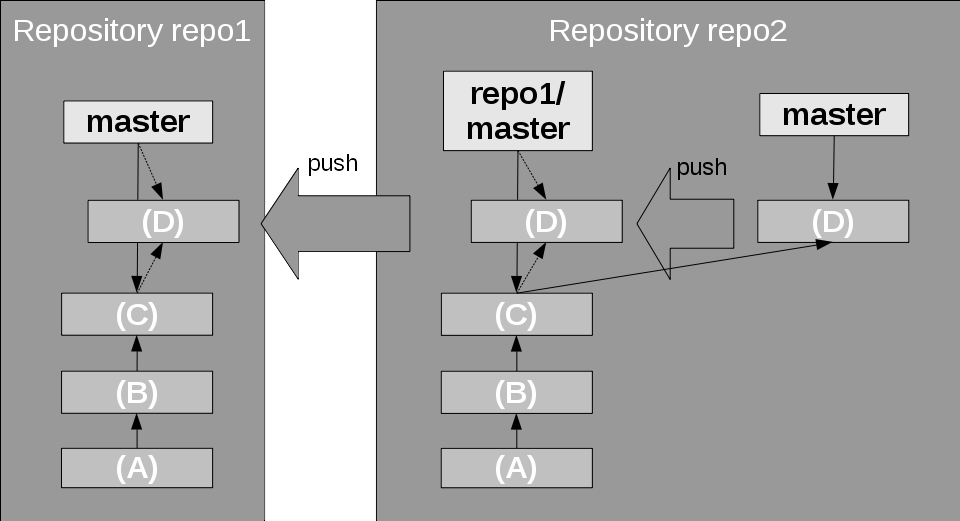 Repository repo1
master
(D)
(C)
(B)
(A)
push
Repository repo2
repo1/
master
(D)
(C)
(B)
(A)
push
master
(D)